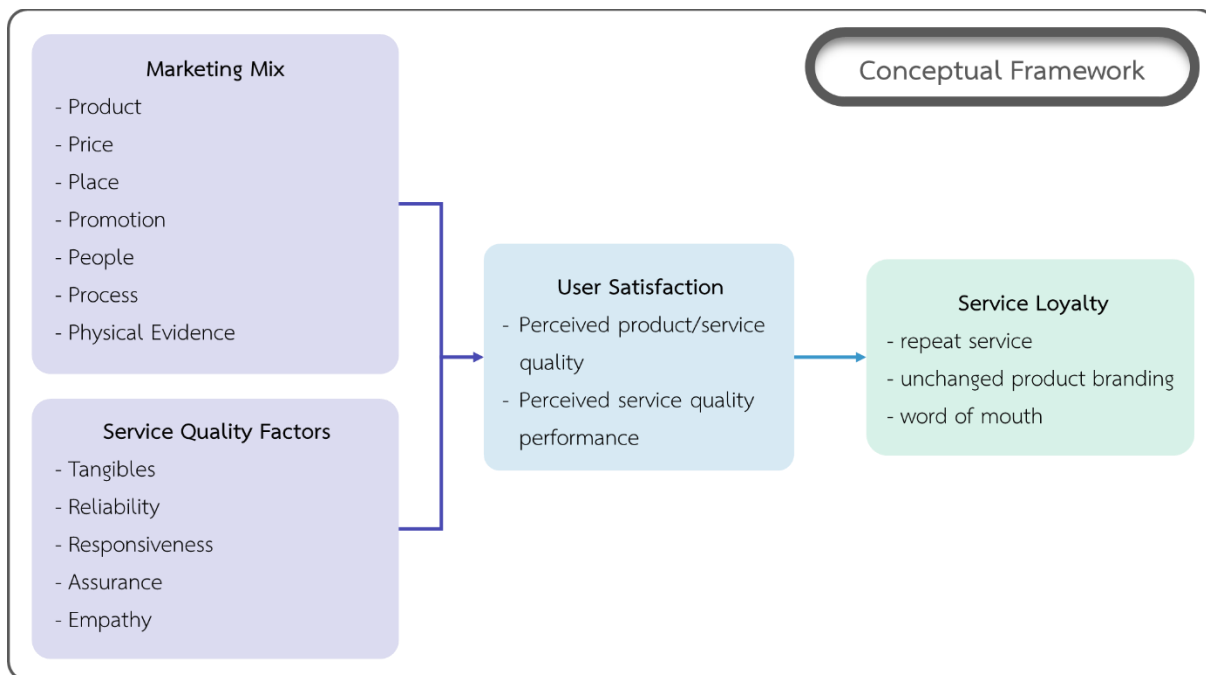 Conceptual Framework
Marketing Mix
- Product
- Price
- Place
- Promotion
- People
- Process
- Physical Evidence
Service Quality Factors
- Tangibles
- Reliability
- Responsiveness
- Assurance
- Empathy
User Satisfaction
- Perceived product/service
quality
- Perceived service quality
performance
Service Loyalty
- repeat service
- unchanged product branding
- word of mouth